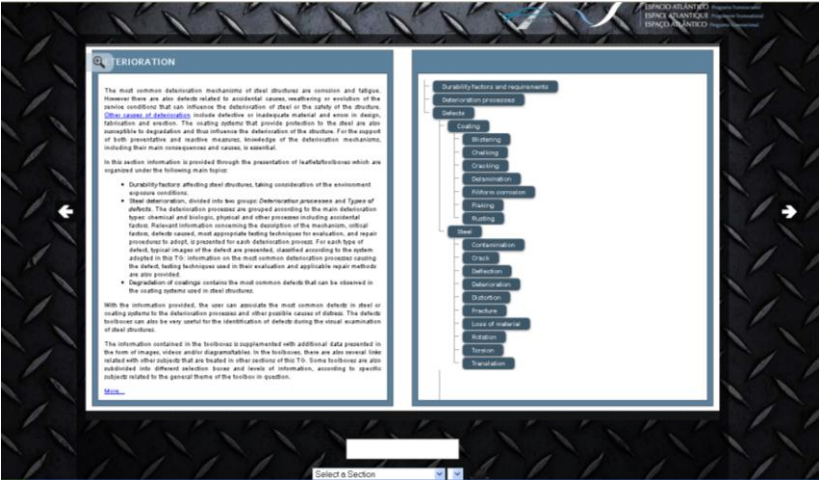 ESPACIO ATLÁNTICO Programa Transnacional
ESPACE ATLANTIQUE Programme Transnational
ESPAÇO ATLÂNTICO Programa Transnacional
TERIORATION
The most common deterioration mechanisms of steel structures are corrosion and fatigue.
However there are also defects related to accidental causes, weathering or evolution of the
service conditions that can influence the deterioration of steel or the safety of the structure.
Other causes of deterioration include defective or inadequate material and errors in design,
fabrication and erection. The coating systems that provide protection to the steel are also
susceptible to degradation and thus influence the deterioration of the structure. For the support
of both preventative and reactive measures, knowledge of the deterioration mechanisms,
including their main consequences and causes, is essential.
In this section information is provided through the presentation of leaflets/toolboxes which are
organized under the following main topics:
• Durability factors affecting steel structures, taking consideration of the environment
exposure conditions.
• Steel deterioration, divided into two groups: Deterioration processes and Types of
defects. The deterioration processes are grouped according to the main deterioration
types: chemical and biologic, physical and other processes including accidental
factors. Relevant information concerning the description of the mechanism, critical
factors, defects caused, most appropriate testing techniques for evaluation, and repair
procedures to adopt, is presented for each deterioration process. For each type of
defect, typical images of the defect are presented, classified according to the system
adopted in this TG: information on the most common deterioration processes causing
the defect, testing techniques used in their evaluation and applicable repair methods
are also provided.
• Degradation of coatings contains the most common defects that can be observed in
the coating systems used in steel structures.
With the information provided, the user can associate the most common defects in steel or
coating systems to the deterioration processes and other possible causes of distress. The defects
toolboxes can also be very useful for the identification of defects during the visual examination
of steel structures.
The information contained in the toolboxes is supplemented with additional data presented in
the form of images, videos and/or diagrams/tables. In the toolboxes, there are also several links
related with other subjects that are treated in other sections of this TG. Some toolboxes are also
subdivided into different selection boxes and levels of information, according to specific
subjects related to the general theme of the toolbox in question.
More...
Durability factors and requirements
Deterioration processes
Defects
Coating
Blistering
Chalking
Cracking
Delamination
Filiform corrosion
Flaking
Rusting
Steel
Contamination
Crack
Deflection
Deterioration
Distortion
Fracture
Loss of material
Rotation
Torsion
Translation
Select a Section